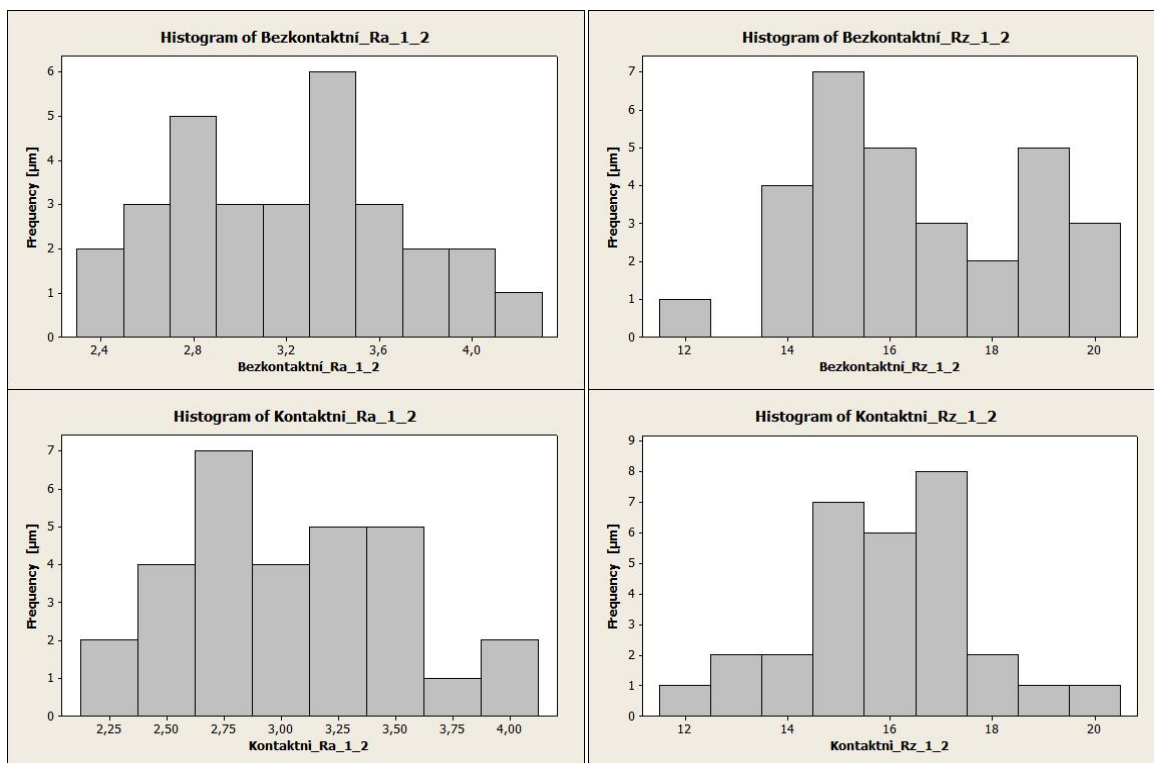 Histogram of Bezkontaktní_Ra_1_2
Frequency [µm]
6
5
4
3
2
1
0
2,4 2,8 3,2 3,6 4,0
Bezkontaktní_Ra_1_2
Histogram of Bezkontaktní_Rz_1_2
Frequency [µm]
7
6
5
4
3
2
1
0
12 14 16 18 20
Bezkontaktní_Rz_1_2
Histogram of Kontaktni_Ra_1_2
Frequency [µm]
7
6
5
4
3
2
1
0
2,25 2,50 2,75 3,00 3,25 3,50 3,75 4,00
Kontaktni_Ra_1_2
Histogram of Kontaktni_Rz_1_2
Frequency [µm]
9
8
7
6
5
4
3
2
1
0
12 14 16 18 20
Kontaktni_Rz_1_2